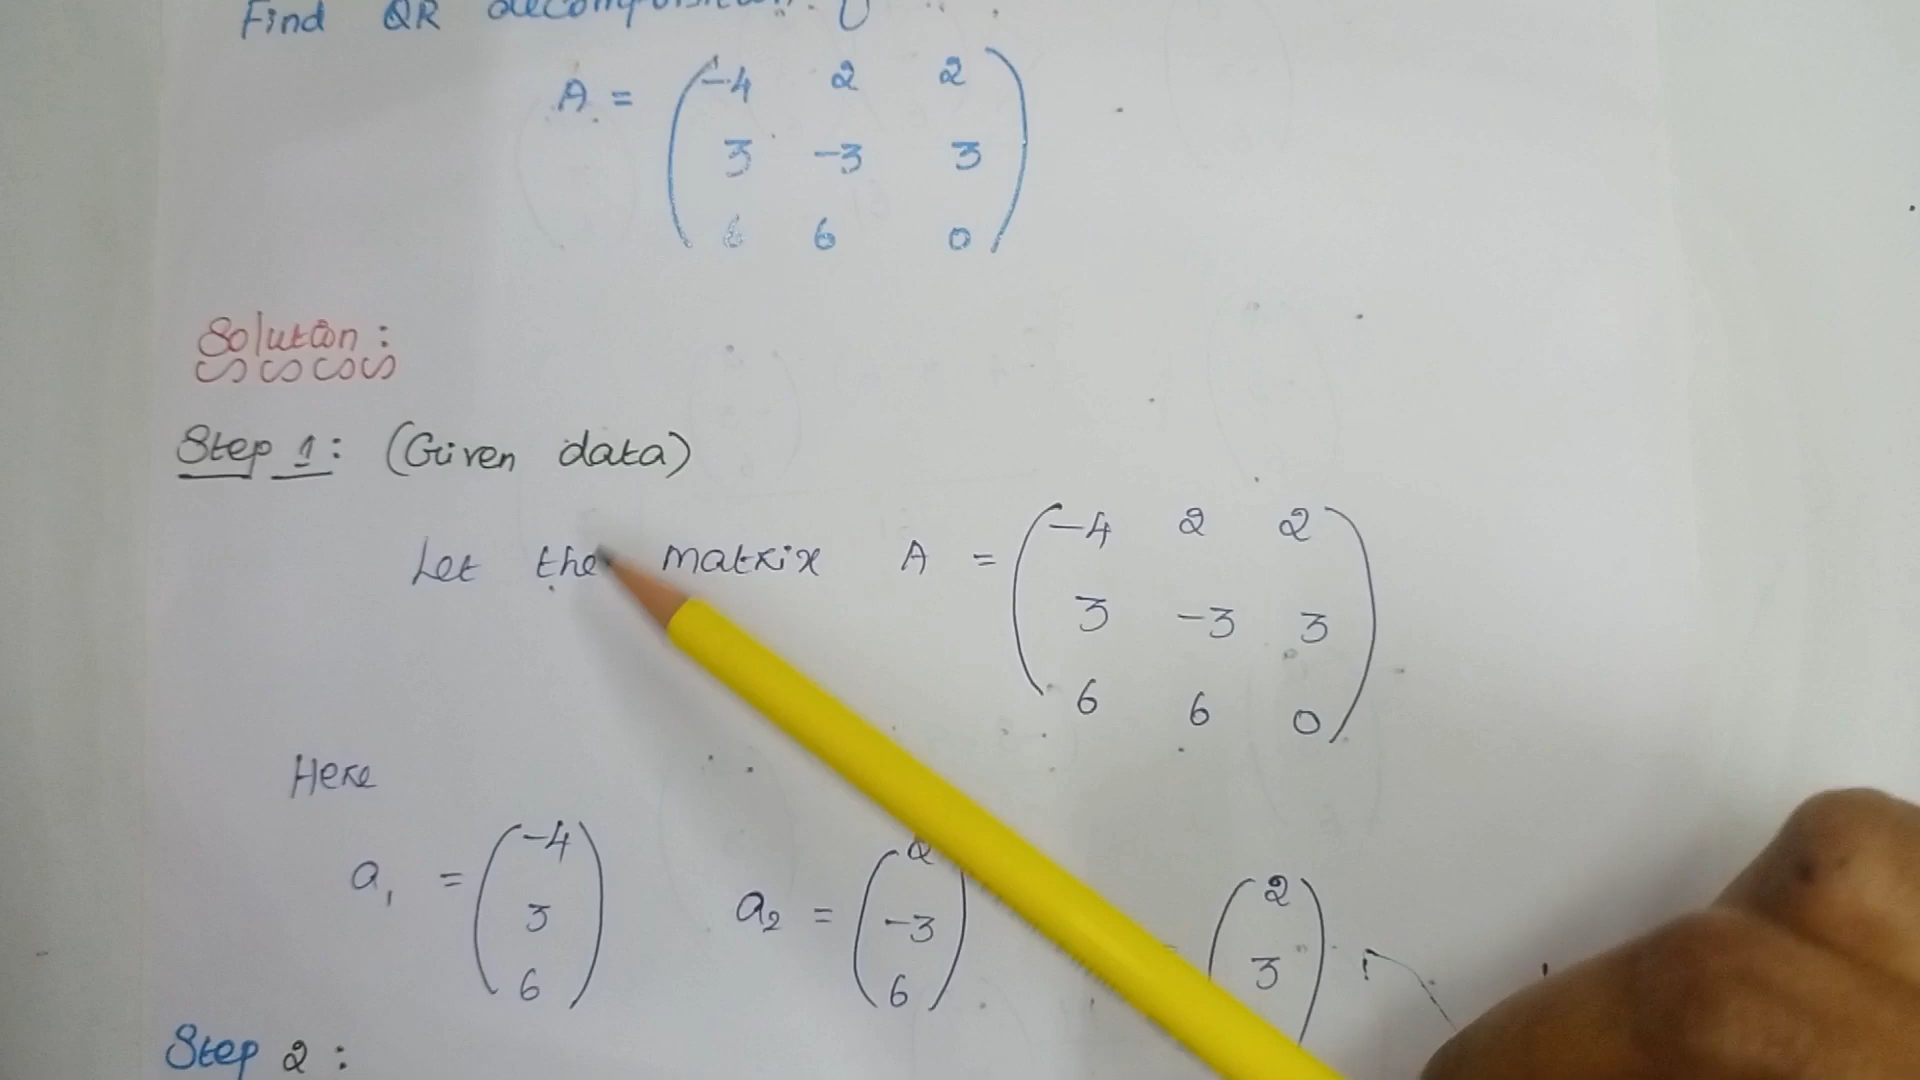 Find QR decomposition
A = (-4 2 2
3 -3 3
6 6 0)
Solution:
Step 1: (Given data)
Let the matrix A = (-4 2 2
3 -3 3
6 6 0)
Here
a1 = (-4 3 6) a2 = (2 -3 6) = (2 3
Step 2: